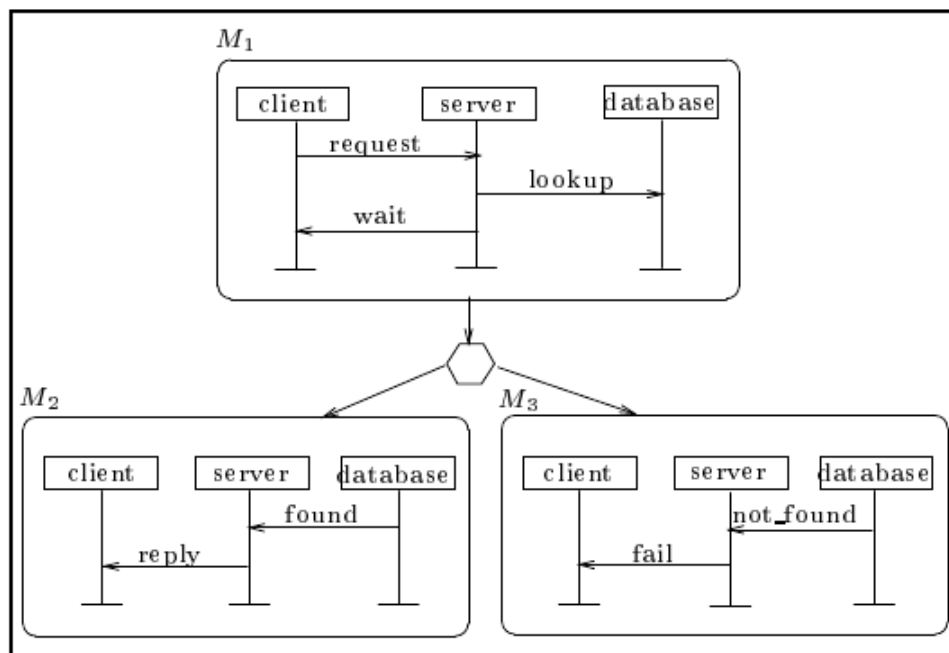 M1
client server database
request
lookup
wait
M2
client server database
found
reply
M3
client server database
not_found
fail